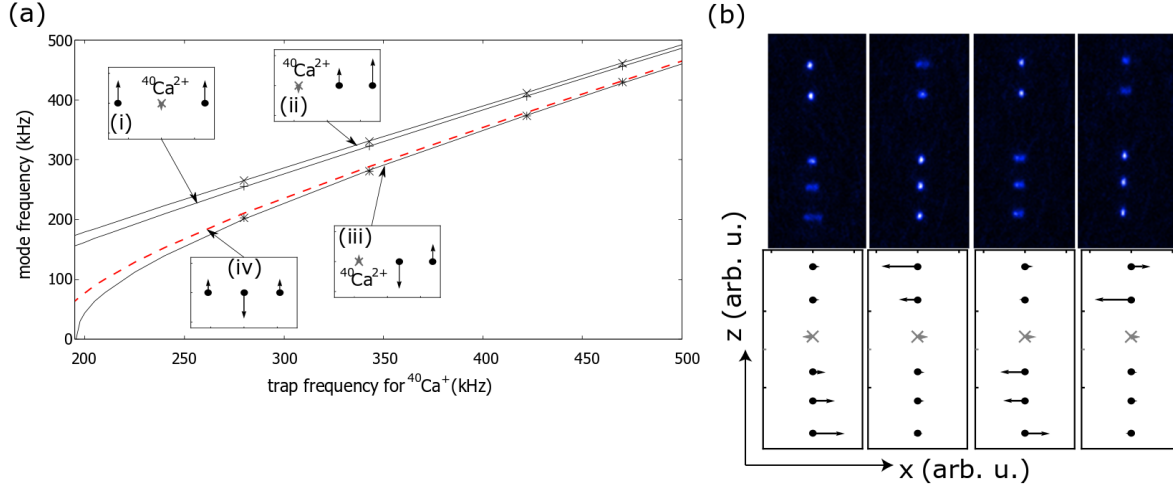 (a)
mode frequency (kHz)
500
400
300
200
100
0
200
250
300
350
400
450
500
trap frequency for ⁴⁰Ca⁺(kHz)
⁴⁰Ca²⁺
(i)
⁴⁰Ca²⁺
(ii)
(iii)
⁴⁰Ca²⁺
(iv)
(b)
z (arb. u.)
x (arb. u.)